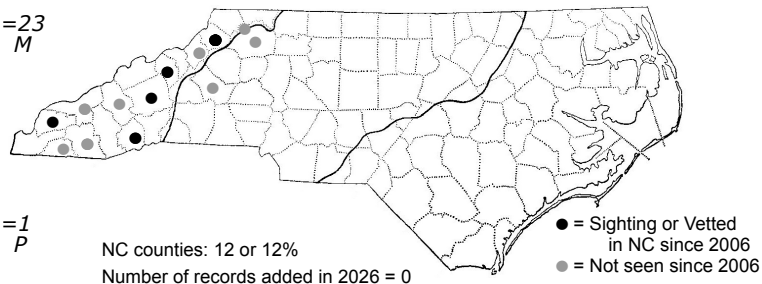 =23
M
=1
P
NC counties: 12 or 12%
Number of records added in 2026 = 0
● = Sighting or Vetted
in NC since 2006
● = Not seen since 2006